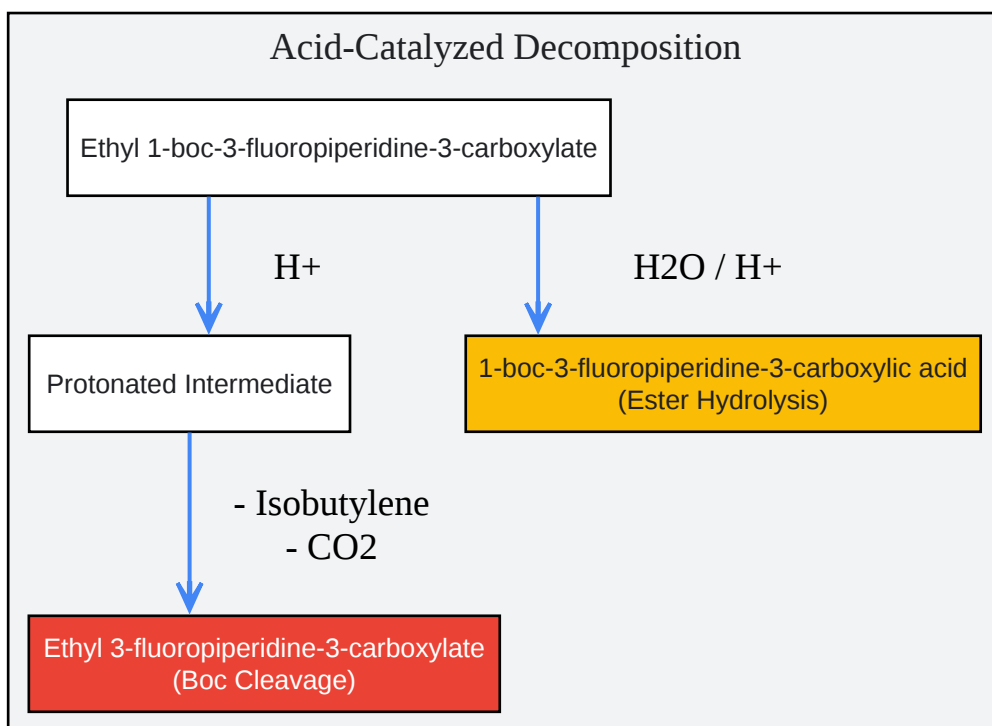 Acid-Catalyzed Decomposition
Ethyl 1-boc-3-fluoropiperidine-3-carboxylate
H+
H2O / H+
Protonated Intermediate
1-boc-3-fluoropiperidine-3-carboxylic acid
(Ester Hydrolysis)
- Isobutylene
- CO2
Ethyl 3-fluoropiperidine-3-carboxylate
(Boc Cleavage)